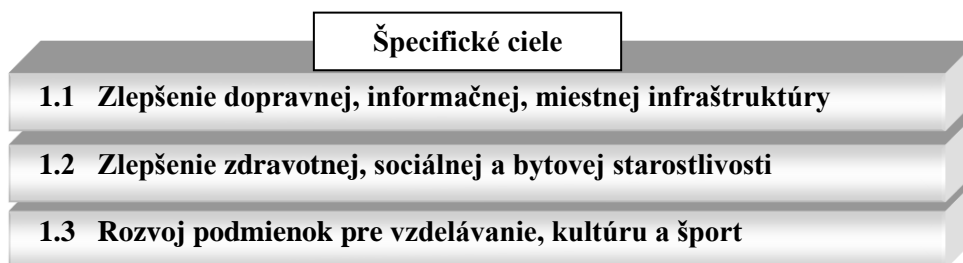 Špecifické ciele
1.1 Zlepšenie dopravnej, informačnej, miestnej infraštruktúry
1.2 Zlepšenie zdravotnej, sociálnej a bytovej starostlivosti
1.3 Rozvoj podmienok pre vzdelávanie, kultúru a šport